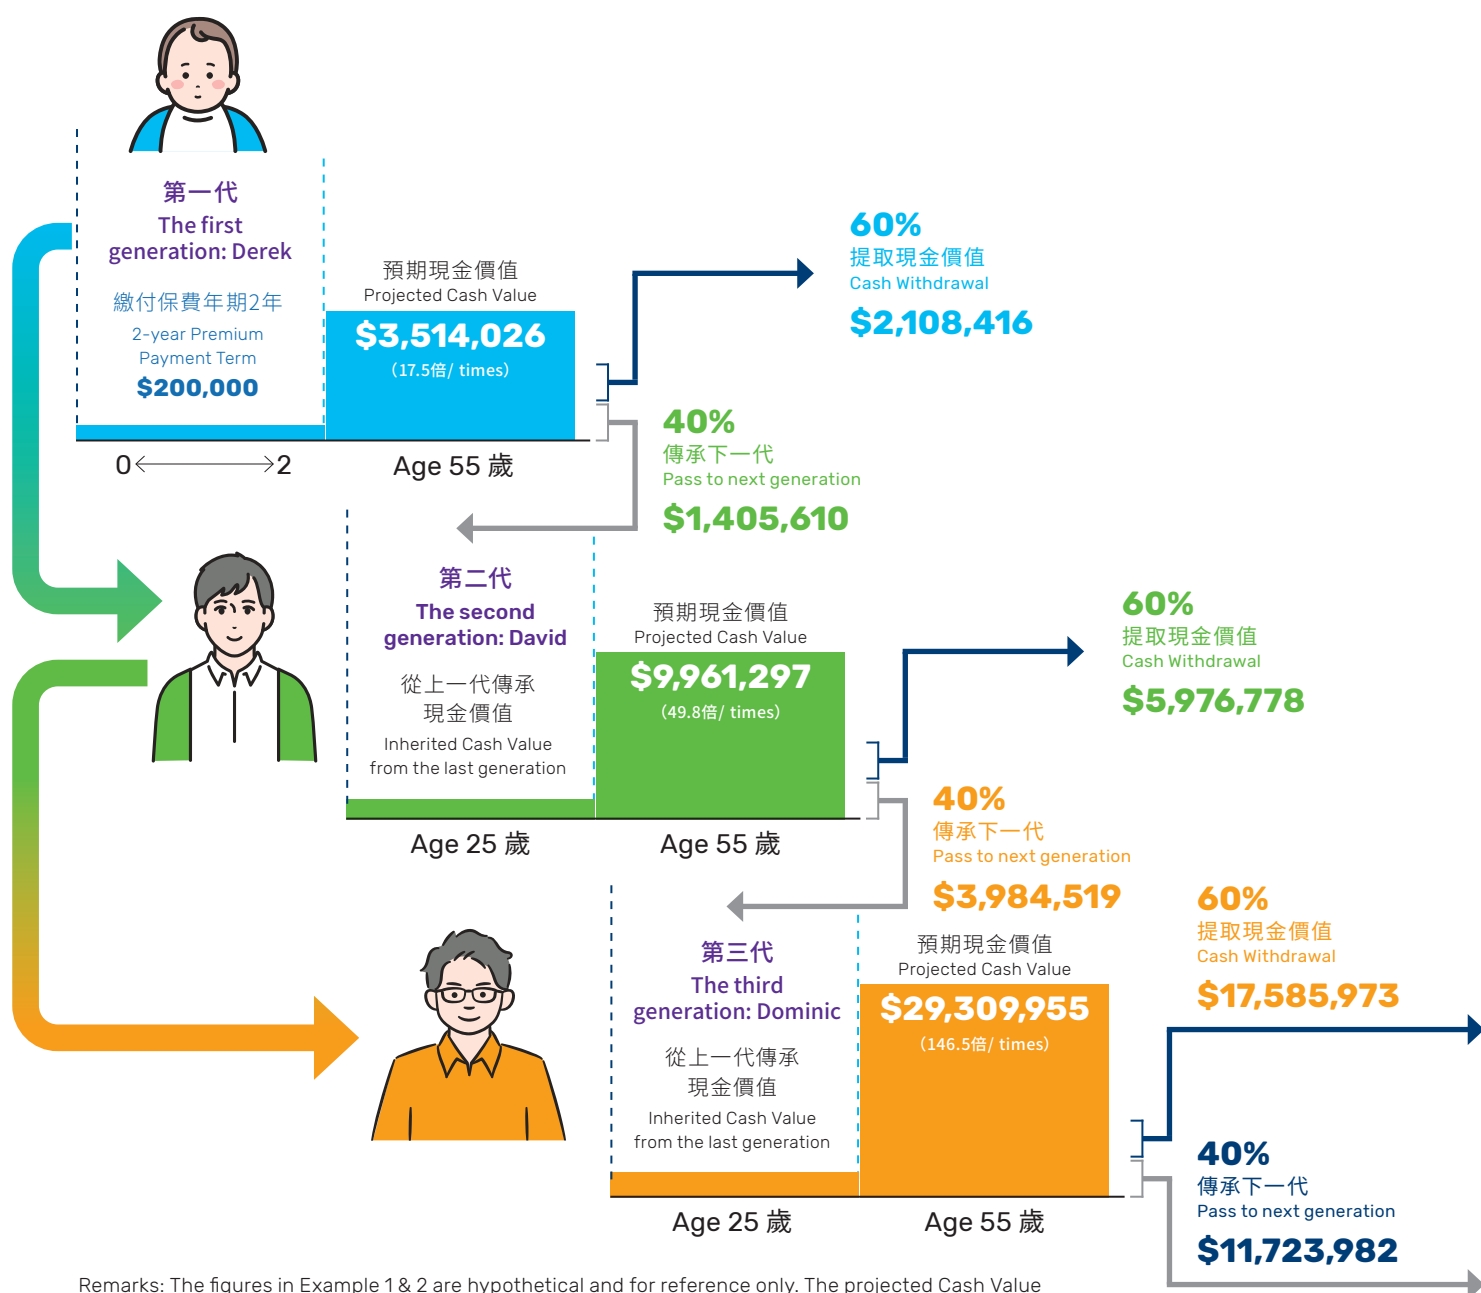 第一代
The first
generation: Derek
繳付保費年期2年
2-year Premium
Payment Term
$200,000
0
2
預期現金價值
Projected Cash Value
$3,514,026
(17.5倍/ times)
Age 55 歲
60%
提取現金價值
Cash Withdrawal
$2,108,416
40%
傳承下一代
Pass to next generation
$1,405,610
第二代
The second
generation: David
從上一代傳承
現金價值
Inherited Cash Value
from the last generation
Age 25 歲
預期現金價值
Projected Cash Value
$9,961,297
(49.8倍/ times)
Age 55 歲
60%
提取現金價值
Cash Withdrawal
$5,976,778
40%
傳承下一代
Pass to next generation
$3,984,519
第三代
The third
generation: Dominic
從上一代傳承
現金價值
Inherited Cash Value
from the last generation
Age 25 歲
預期現金價值
Projected Cash Value
$29,309,955
(146.5倍/ times)
Age 55 歲
60%
提取現金價值
Cash Withdrawal
$17,585,973
40%
傳承下一代
Pass to next generation
$11,723,982
Remarks: The figures in Example 1 & 2 are hypothetical and for reference only. The projected Cash Value